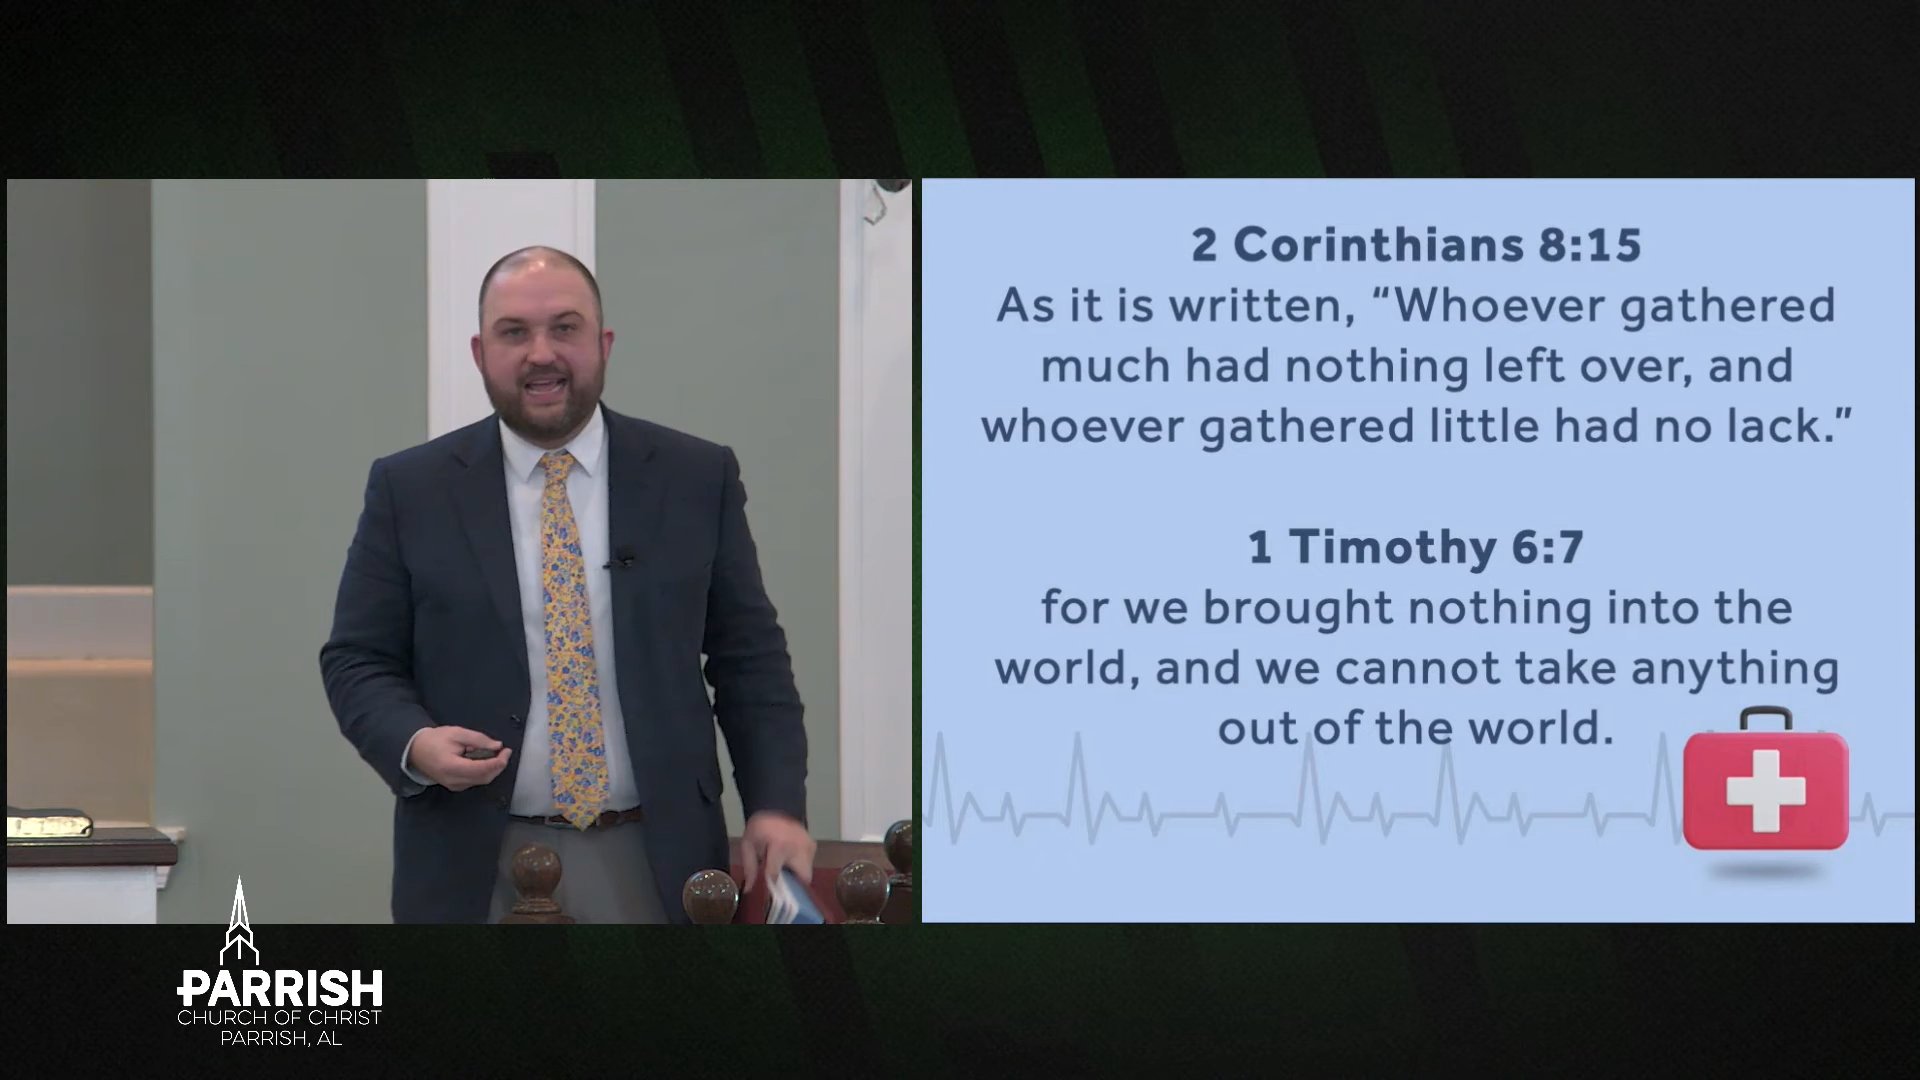 2 Corinthians 8:15
As it is written, “Whoever gathered
much had nothing left over, and
whoever gathered little had no lack.”
1 Timothy 6:7
for we brought nothing into the
world, and we cannot take anything
out of the world.
PARRISH
CHURCH OF CHRIST
PARRISH, AL